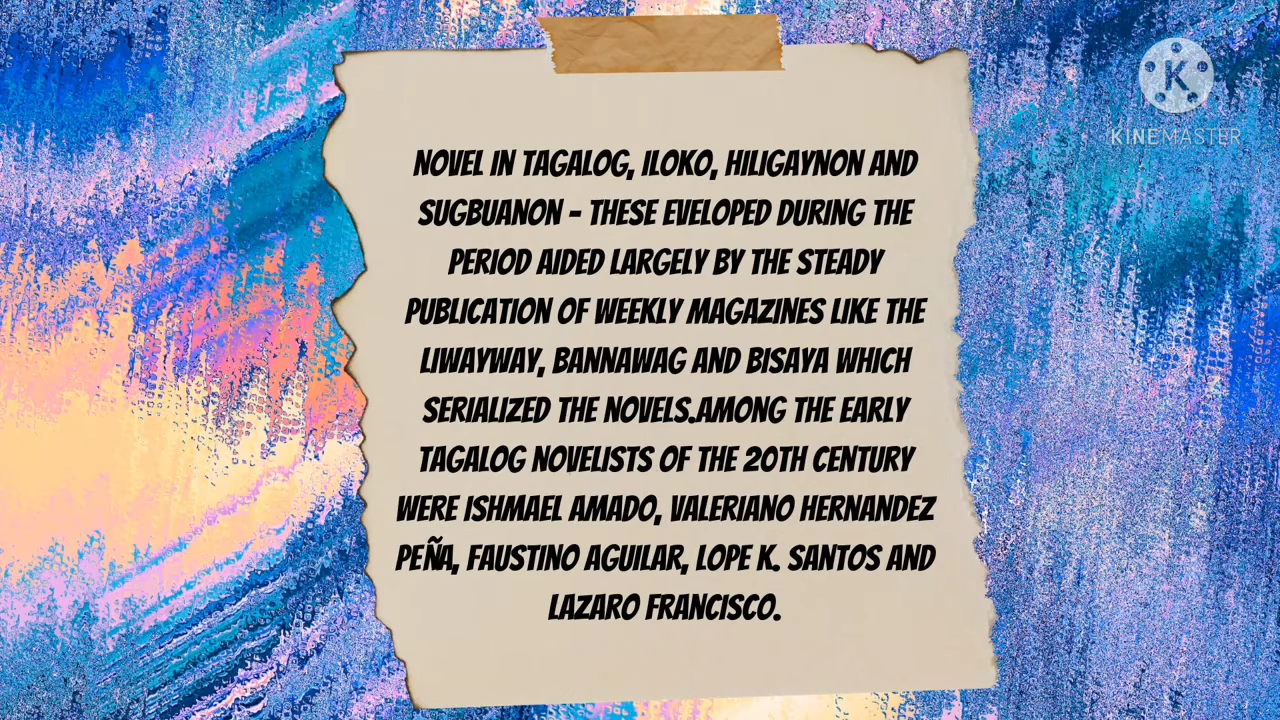 NOVEL IN TAGALOG, ILOKO, HILIGAYNON AND
SUGBUANON - THESE EVELOPED DURING THE
PERIOD AIDED LARGELY BY THE STEADY
PUBLICATION OF WEEKLY MAGAZINES LIKE THE
LIWAYWAY, BANNAWAG AND BISAYA WHICH
SERIALIZED THE NOVELS.AMONG THE EARLY
TAGALOG NOVELISTS OF THE 20TH CENTURY
WERE ISHMAEL AMADO, VALERIANO HERNANDEZ
PEÑA, FAUSTINO AGUILAR, LOPE K. SANTOS AND
LAZARO FRANCISCO.
K
KINEMASTER